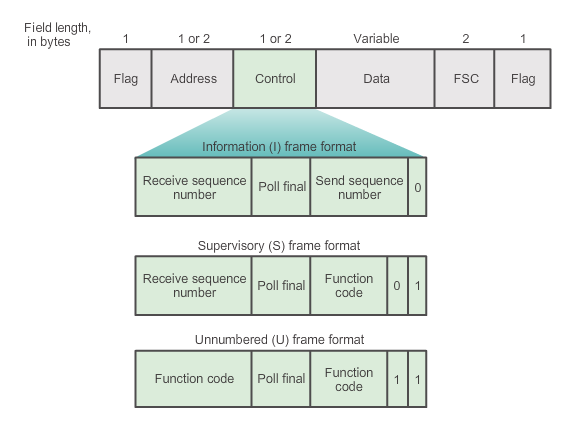 Field length,
in bytes
1
1 or 2
1 or 2
Variable
2
1
Flag
Address
Control
Data
FSC
Flag
Information (I) frame format
Receive sequence
number
Poll final
Send sequence
number
0
Supervisory (S) frame format
Receive sequence
number
Poll final
Function
code
0
1
Unnumbered (U) frame format
Function code
Poll final
Function
code
1
1